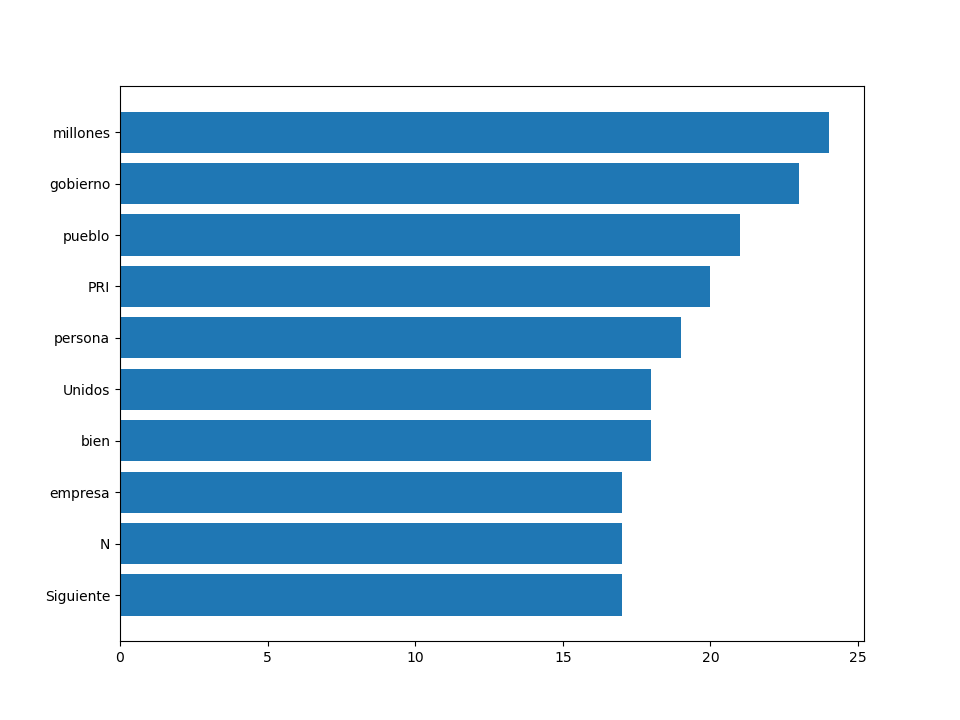 millones
gobierno
pueblo
PRI
persona
Unidos
bien
empresa
N
Siguiente
0 5 10 15 20 25